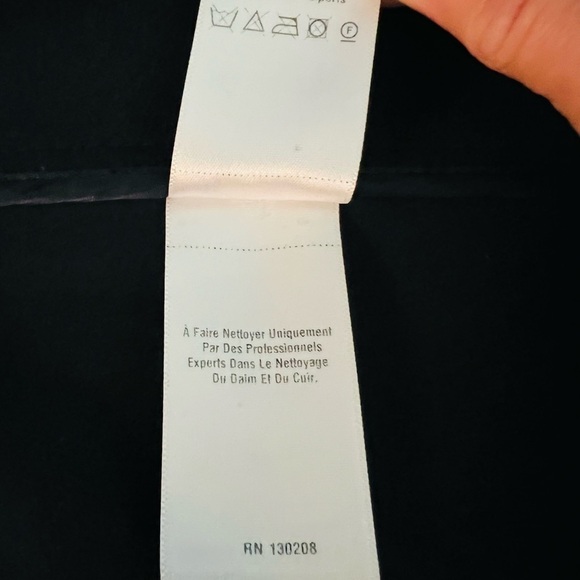 F
À Faire Nettoyer Uniquement
Par Des Professionnels
Experts Dans Le Nettoyage
Du Daim Et Du Cuir.
RN 130208